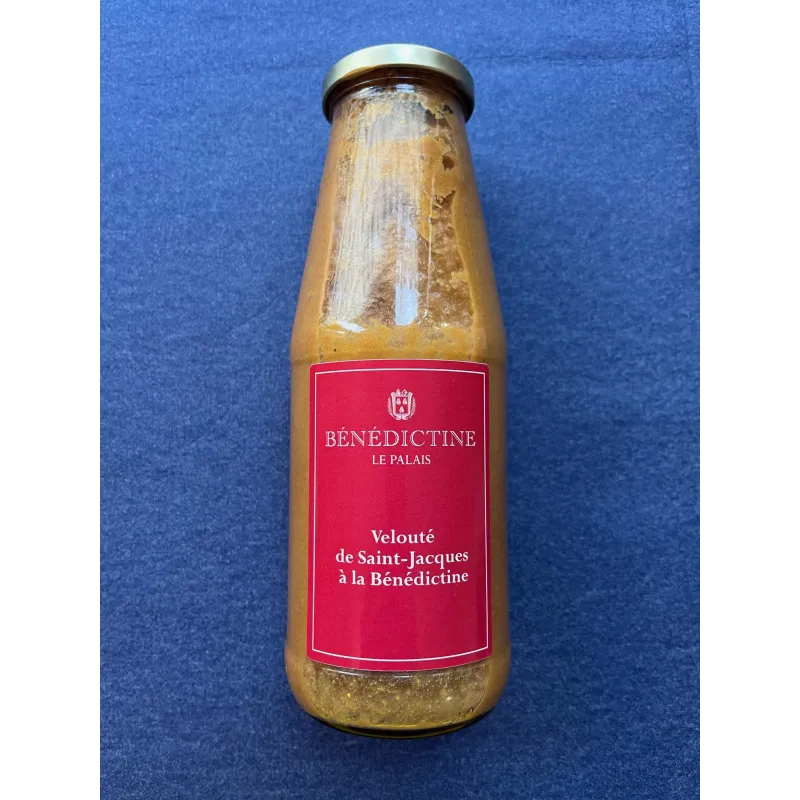 BÉNÉDICTINE
LE PALAIS
Velouté
de Saint-Jacques
à la Bénédictine